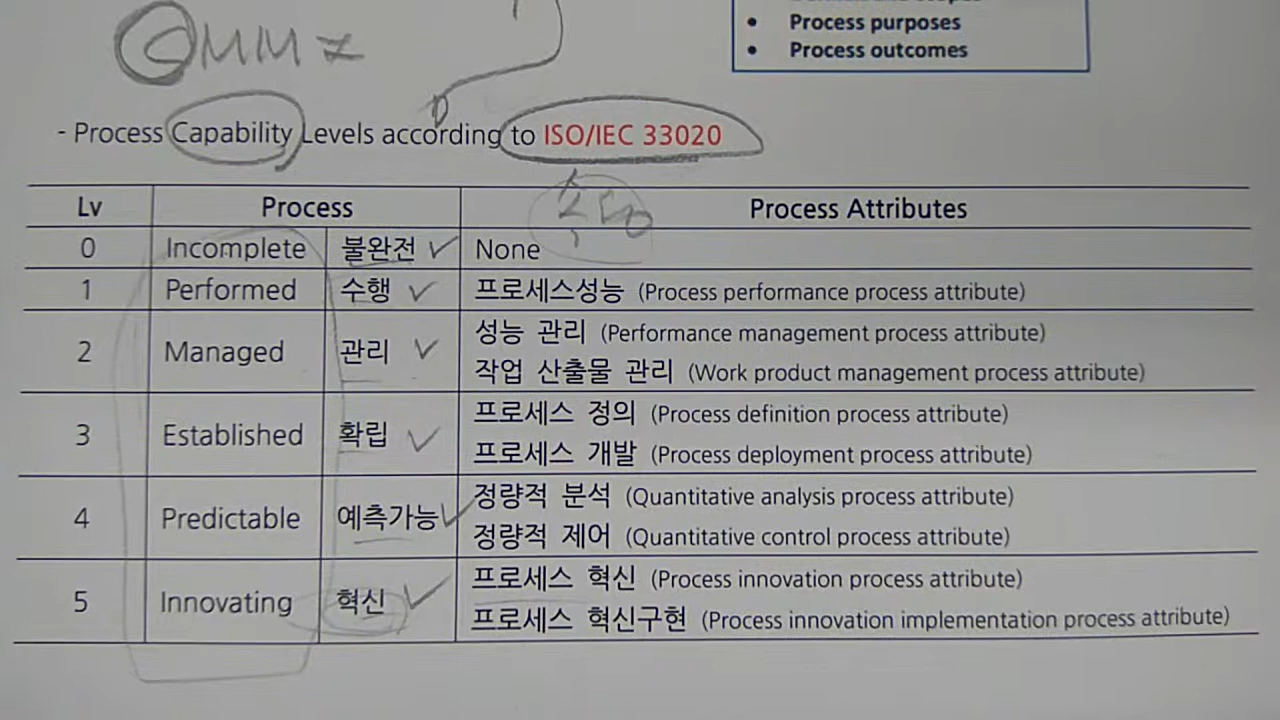 • Process purposes
• Process outcomes
CMMI
- Process Capability Levels according to ISO/IEC 33020
Lv Process Process Attributes
0 Incomplete 불완전 None
1 Performed 수행 프로세스성능 (Process performance process attribute)
2 Managed 관리 성능 관리 (Performance management process attribute)
작업 산출물 관리 (Work product management process attribute)
3 Established 확립 프로세스 정의 (Process definition process attribute)
프로세스 개발 (Process deployment process attribute)
4 Predictable 예측가능 정량적 분석 (Quantitative analysis process attribute)
정량적 제어 (Quantitative control process attribute)
5 Innovating 혁신 프로세스 혁신 (Process innovation process attribute)
프로세스 혁신구현 (Process innovation implementation process attribute)